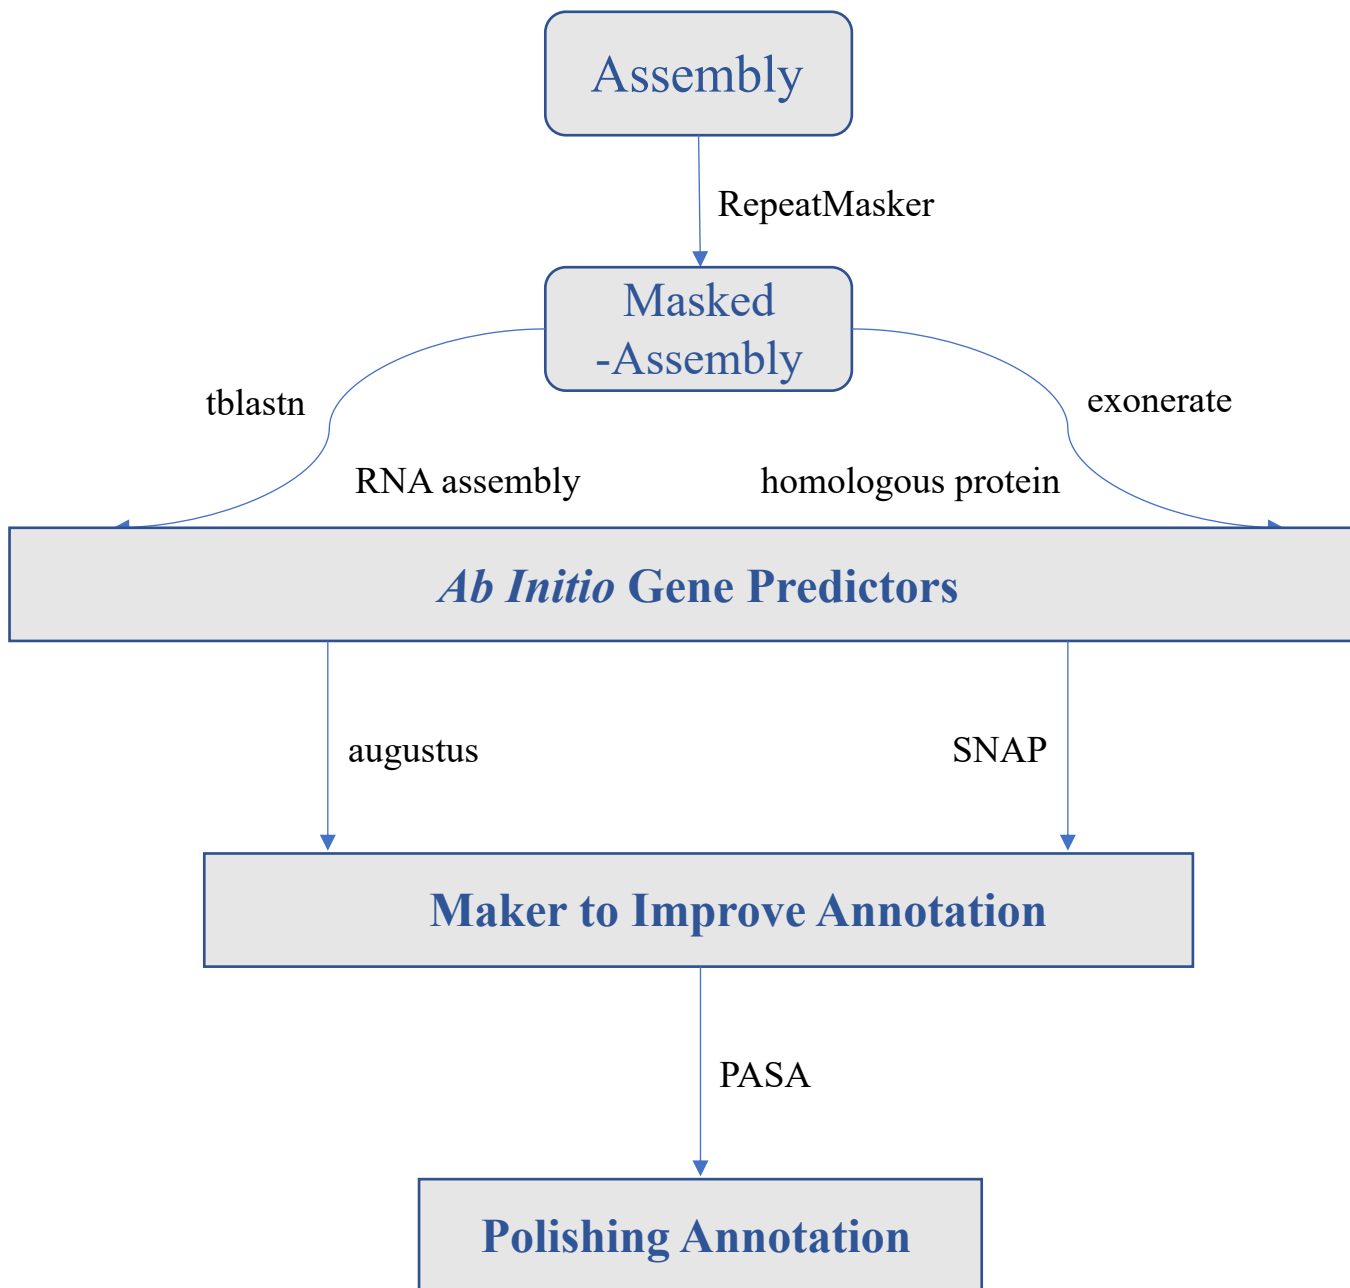 Assembly
RepeatMasker
Masked
-Assembly
tblastn
exonerate
RNA assembly
homologous protein
Ab Initio Gene Predictors
augustus
SNAP
Maker to Improve Annotation
PASA
Polishing Annotation